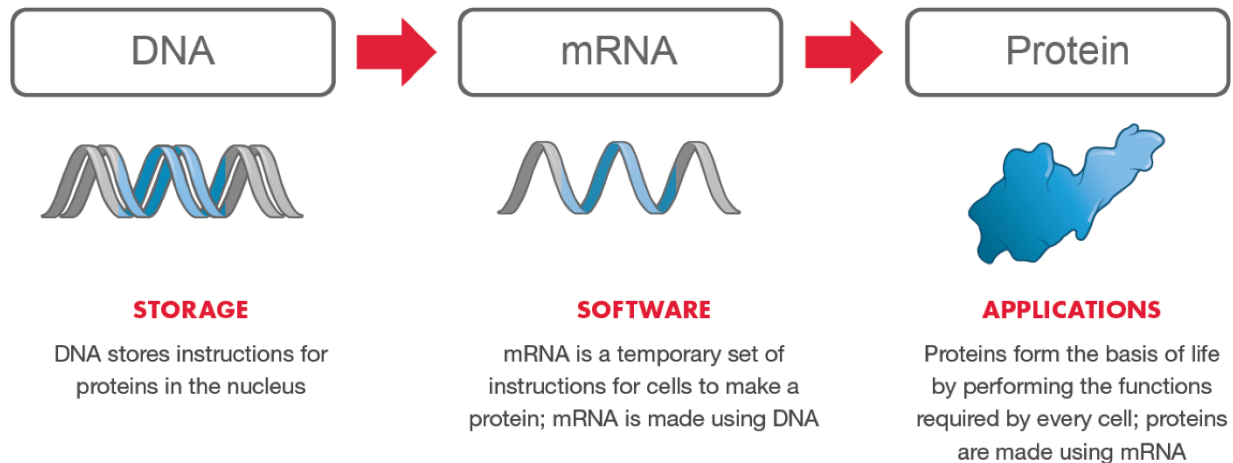 DNA
mRNA
Protein
STORAGE
DNA stores instructions for
proteins in the nucleus
SOFTWARE
mRNA is a temporary set of
instructions for cells to make a
protein; mRNA is made using DNA
APPLICATIONS
Proteins form the basis of life
by performing the functions
required by every cell; proteins
are made using mRNA